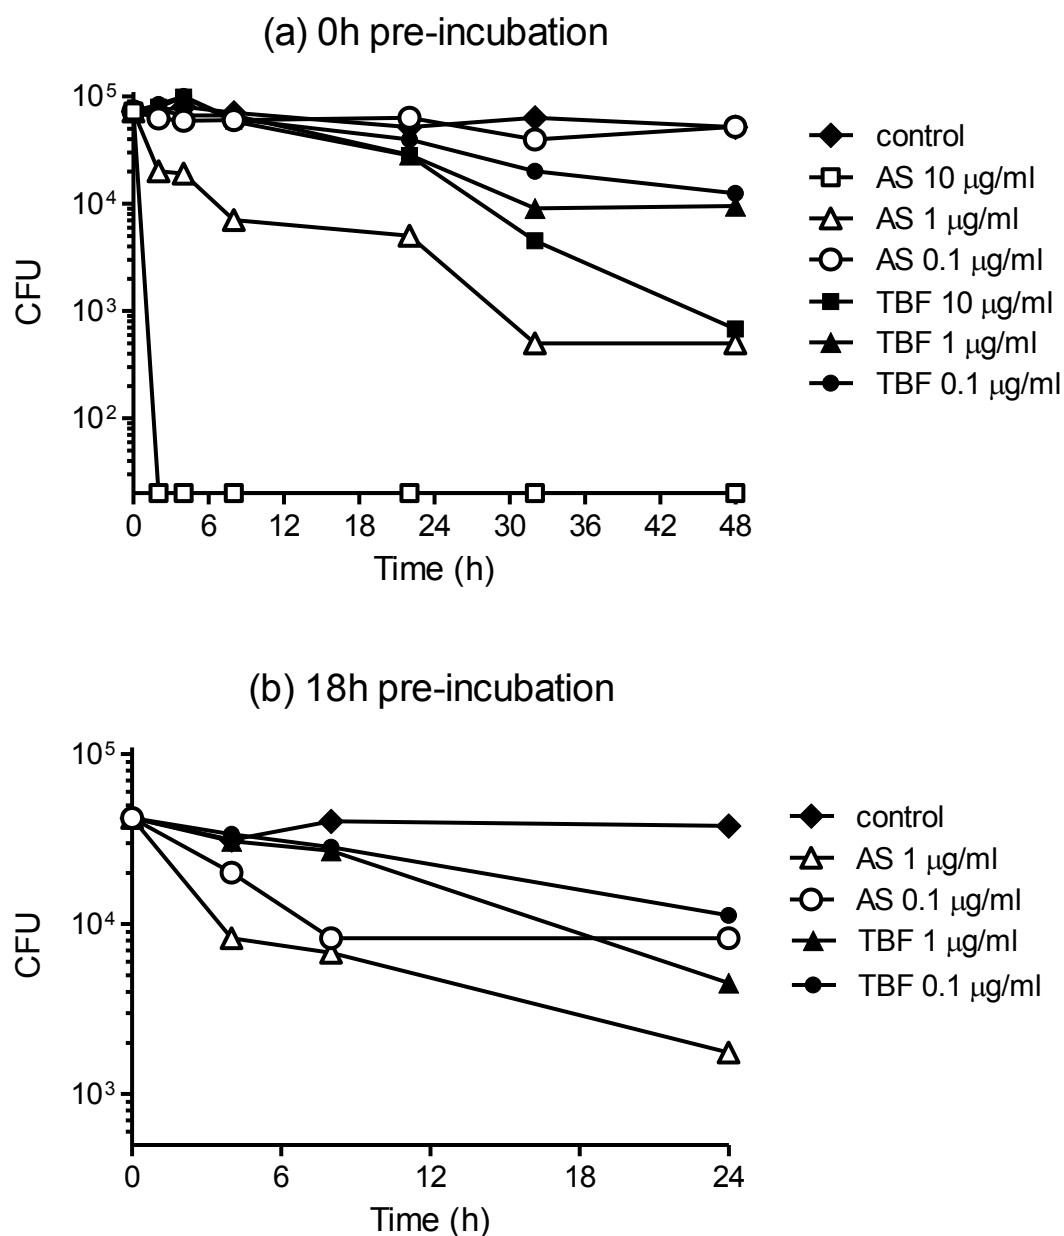 (a) 0h pre-incubation
10⁵
10⁴
10³
10²
CFU
0 6 12 18 24 30 36 42 48
Time (h)
control
AS 10 μg/ml
AS 1 μg/ml
AS 0.1 μg/ml
TBF 10 μg/ml
TBF 1 μg/ml
TBF 0.1 μg/ml
(b) 18h pre-incubation
10⁵
10⁴
10³
CFU
0 6 12 18 24
Time (h)
control
AS 1 μg/ml
AS 0.1 μg/ml
TBF 1 μg/ml
TBF 0.1 μg/ml